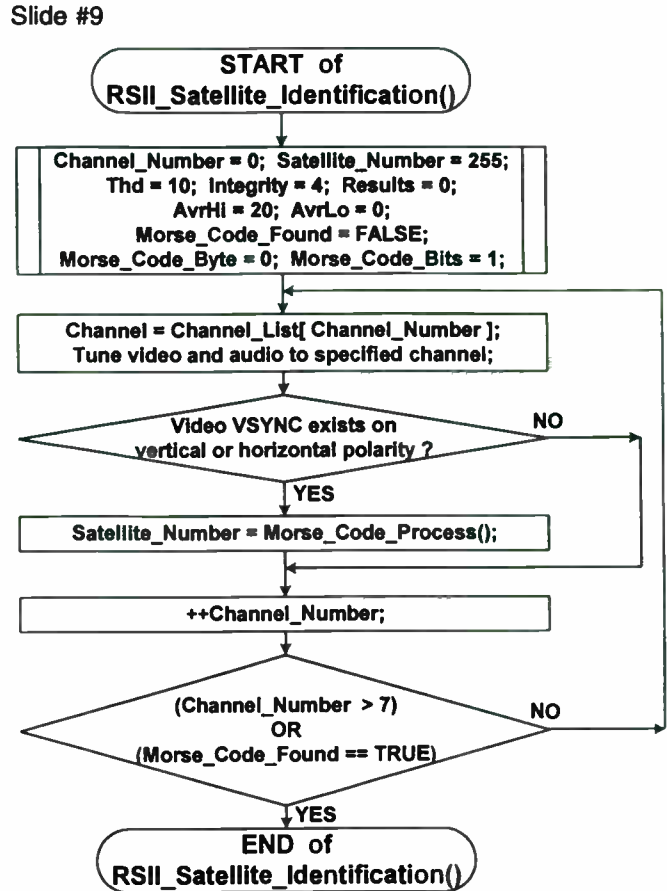 Slide #9
START of
RSII_Satellite_Identification()
Channel_Number = 0; Satellite_Number = 255;
Thd = 10; Integrity = 4; Results = 0;
AvrHi = 20; AvrLo = 0;
Morse_Code_Found = FALSE;
Morse_Code_Byte = 0; Morse_Code_Bits = 1;
Channel = Channel_List[ Channel_Number ];
Tune video and audio to specified channel;
Video VSYNC exists on
vertical or horizontal polarity ?
NO
YES
Satellite_Number = Morse_Code_Process();
++Channel_Number;
(Channel_Number > 7)
OR
(Morse_Code_Found == TRUE)
NO
YES
END of
RSII_Satellite_Identification()